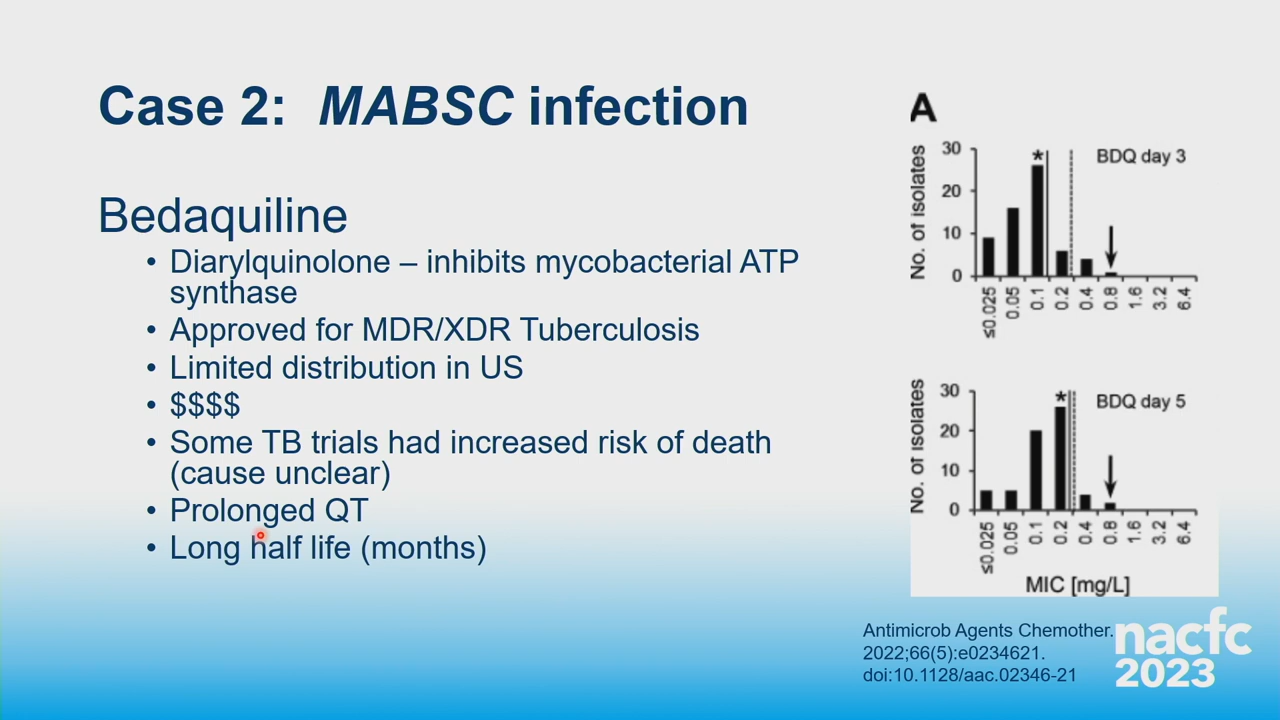 Case 2: MABSC infection
Bedaquiline
• Diarylquinolone – inhibits mycobacterial ATP
synthase
• Approved for MDR/XDR Tuberculosis
• Limited distribution in US
• $$$$
• Some TB trials had increased risk of death
(cause unclear)
• Prolonged QT
• Long half life (months)
A
No. of isolates
30
20
10
0
*
BDQ day 3
≤0.025
0.05
0.1
0.2
0.4
0.8
1.6
3.2
6.4
No. of isolates
30
20
10
0
*
BDQ day 5
≤0.025
0.05
0.1
0.2
0.4
0.8
1.6
3.2
6.4
MIC [mg/L]
Antimicrob Agents Chemother.
2022;66(5):e0234621.
doi:10.1128/aac.02346-21
nacfc
2023